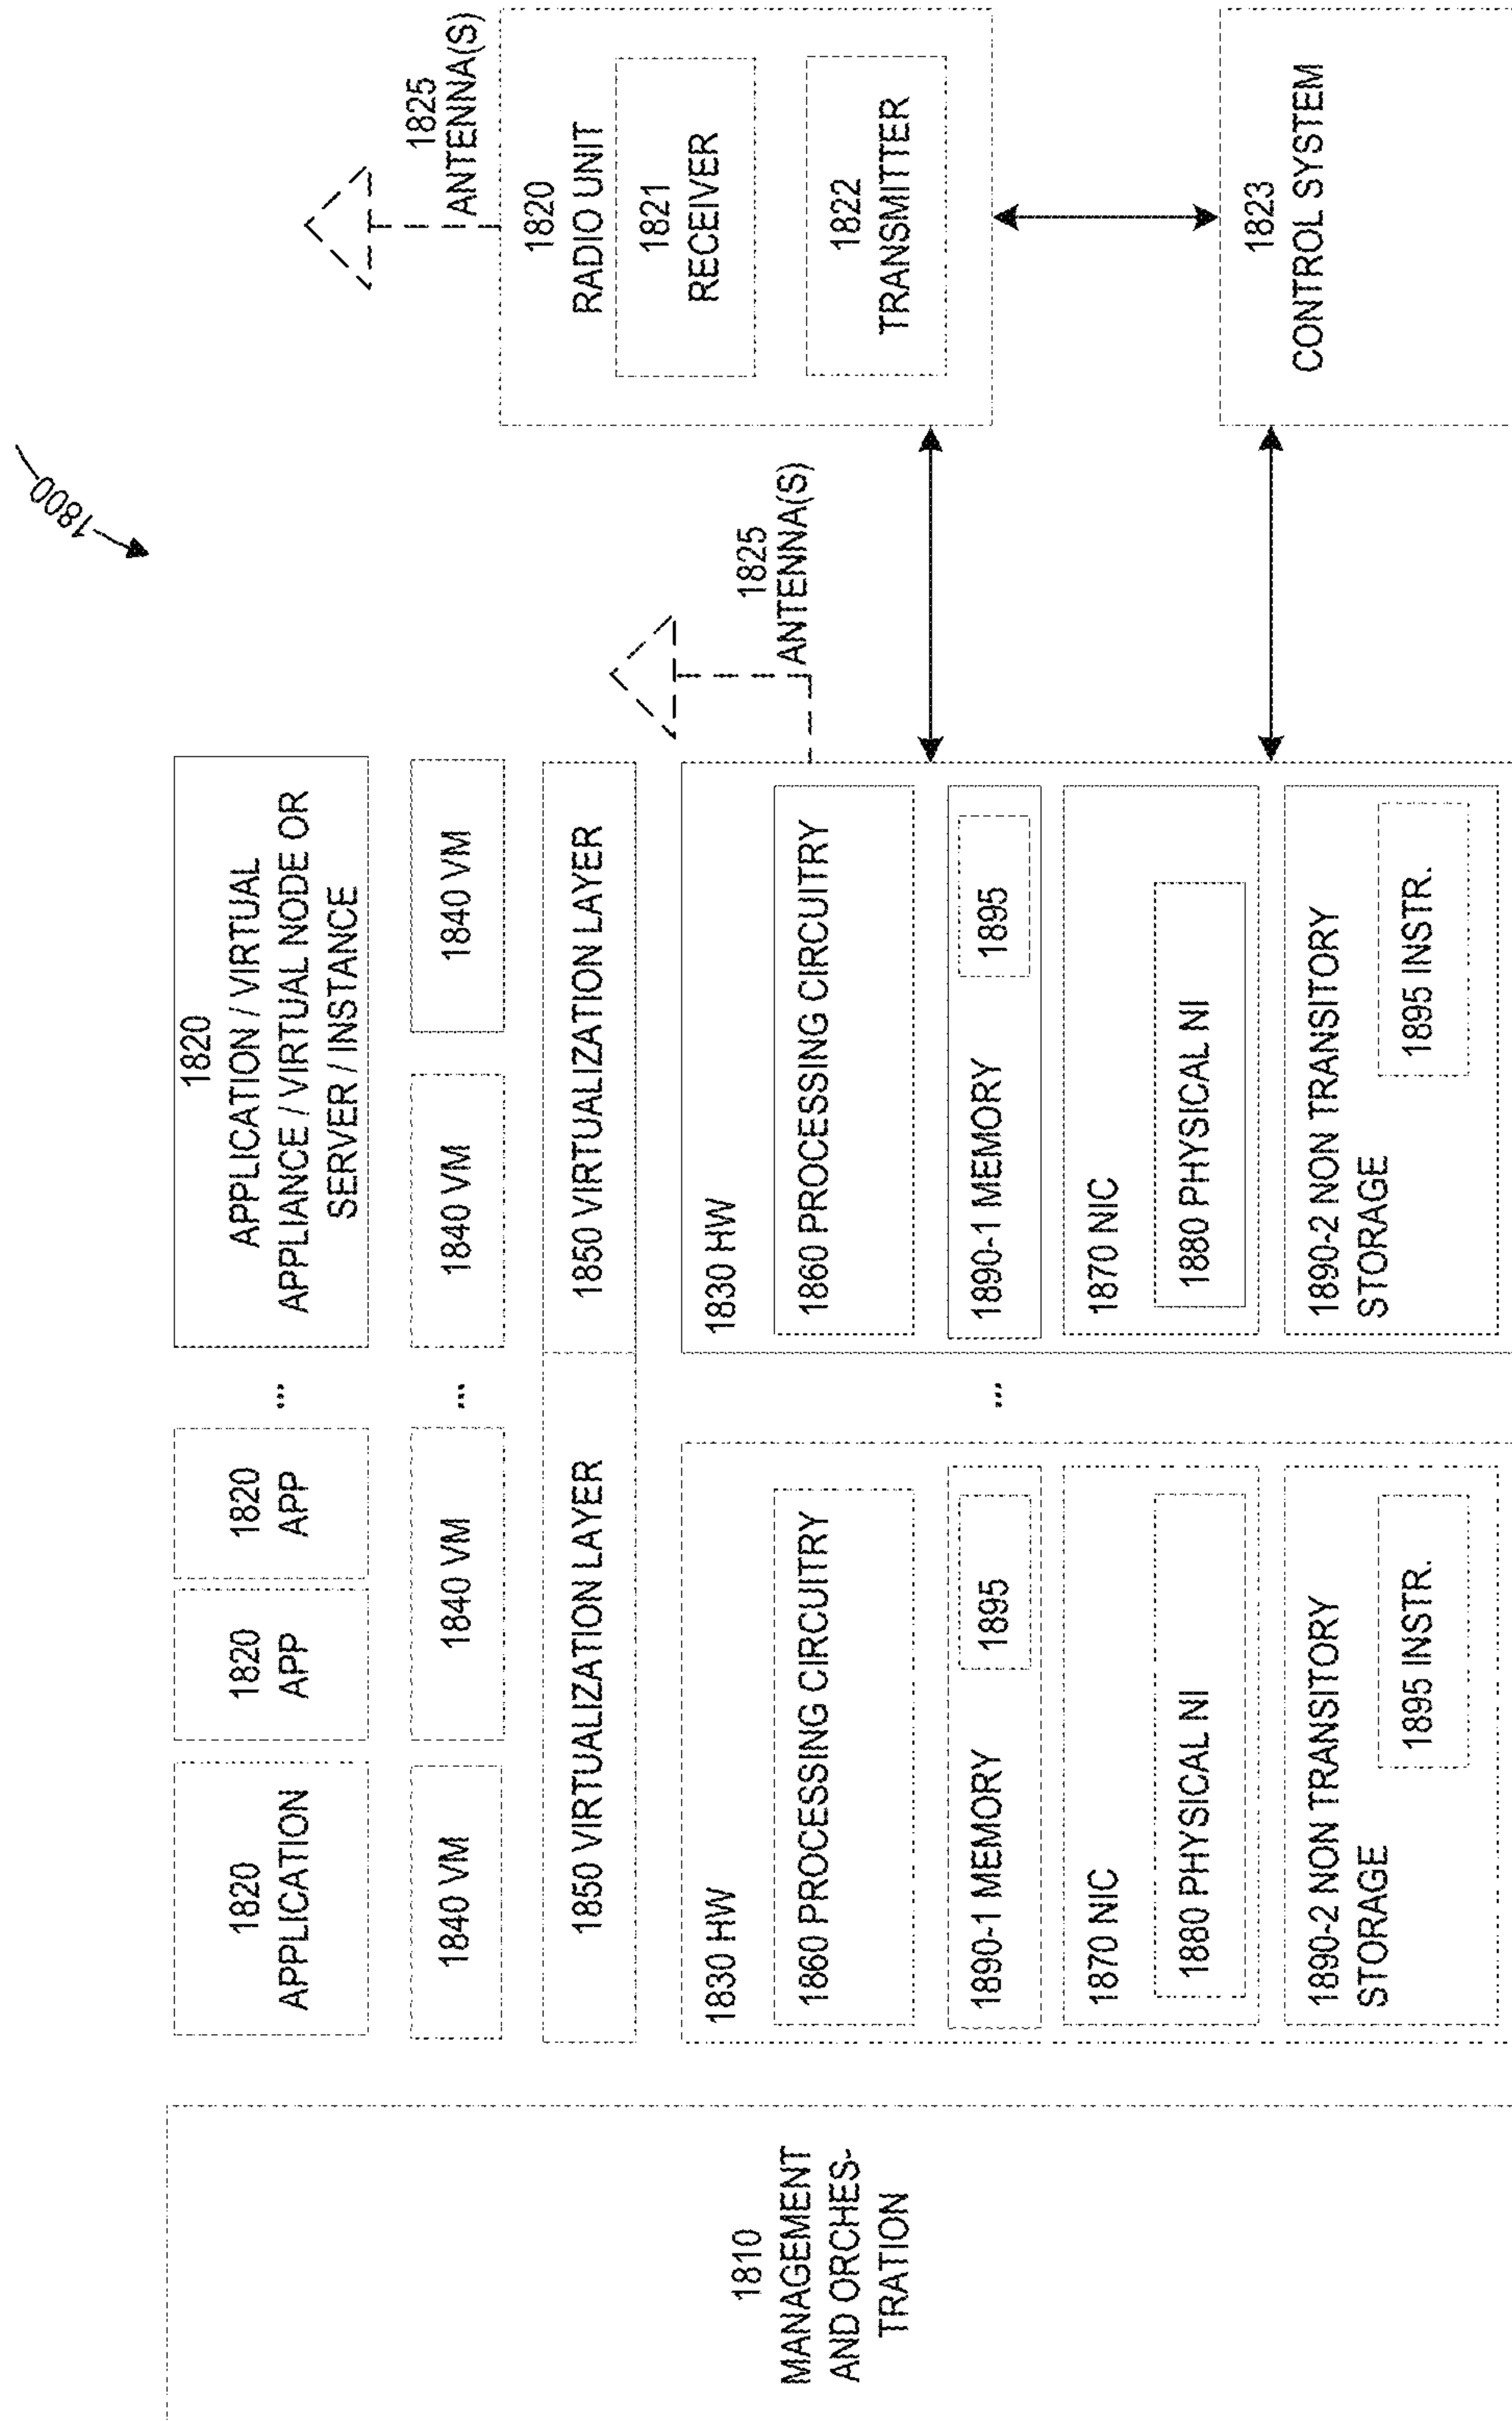 1800
1810
MANAGEMENT
AND ORCHES-
TRATION
1820
APPLICATION
1820
APP
1820
APP
...
1820
APPLICATION / VIRTUAL
APPLIANCE / VIRTUAL NODE OR
SERVER / INSTANCE
1840 VM
1840 VM
...
1840 VM
1840 VM
1850 VIRTUALIZATION LAYER
1850 VIRTUALIZATION LAYER
1830 HW
1860 PROCESSING CIRCUITRY
1890-1 MEMORY
1895
1870 NIC
1880 PHYSICAL NI
1890-2 NON TRANSITORY
STORAGE
1895 INSTR.
...
1830 HW
1860 PROCESSING CIRCUITRY
1890-1 MEMORY
1895
1870 NIC
1880 PHYSICAL NI
1890-2 NON TRANSITORY
STORAGE
1895 INSTR.
1825
ANTENNA(S)
1825
ANTENNA(S)
1820
RADIO UNIT
1821
RECEIVER
1822
TRANSMITTER
1823
CONTROL SYSTEM